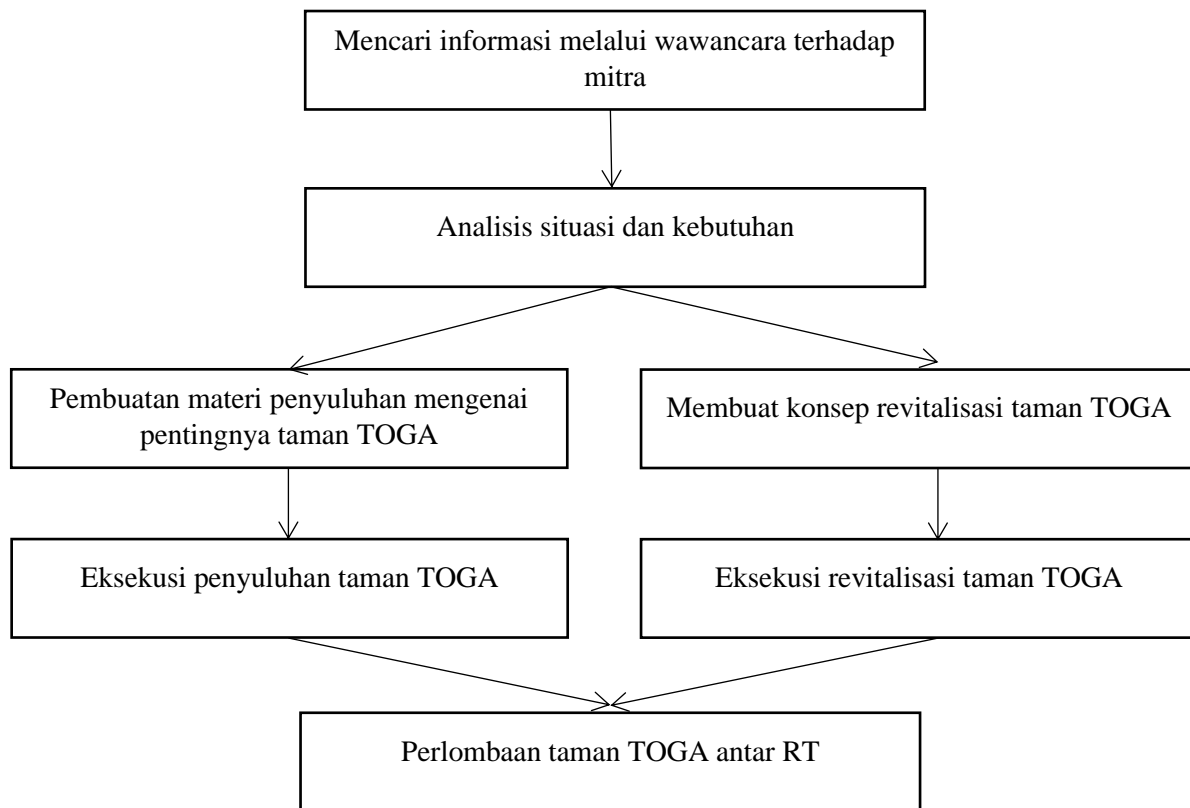 Mencari informasi melalui wawancara terhadap
mitra
Analisis situasi dan kebutuhan
Pembuatan materi penyuluhan mengenai
pentingnya taman TOGA
Membuat konsep revitalisasi taman TOGA
Eksekusi penyuluhan taman TOGA
Eksekusi revitalisasi taman TOGA
Perlombaan taman TOGA antar RT